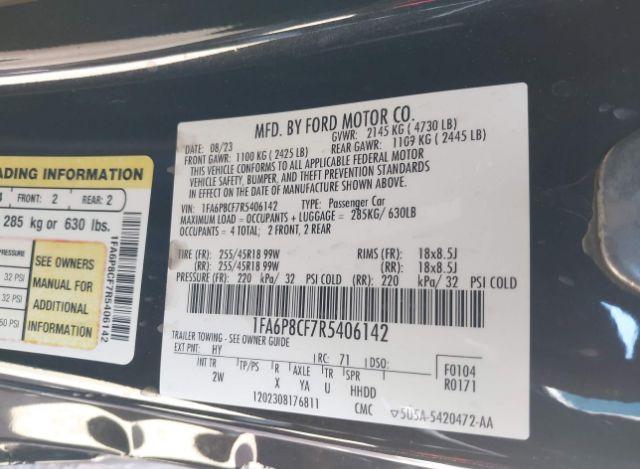 ADING INFORMATION
4 FRONT: 2 REAR: 2
285 kg or 630 lbs.
PRESSURE
32 PSI
32 PSI
50 PSI
SEE OWNERS
MANUAL FOR
ADDITIONAL
INFORMATION
1FA6P8CF7R5406142
MFD. BY FORD MOTOR CO.
DATE: 08/23 GVWR: 2145 KG ( 4730 LB)
FRONT GAWR: 1100 KG ( 2425 LB) REAR GAWR: 1109 KG ( 2445 LB)
THIS VEHICLE CONFORMS TO ALL APPLICABLE FEDERAL MOTOR
VEHICLE SAFETY, BUMPER, AND THEFT PREVENTION STANDARDS
IN EFFECT ON THE DATE OF MANUFACTURE SHOWN ABOVE.
VIN: 1FA6P8CF7R5406142 TYPE: Passenger Car
MAXIMUM LOAD = OCCUPANTS + LUGGAGE = 285KG/ 630LB
OCCUPANTS = 4 TOTAL; 2 FRONT, 2 REAR
TIRE (FR): 255/45R18 99W RIMS (FR): 18x8.5J
(RR): 255/45R18 99W (RR): 18x8.5J
PRESSURE (FR): 220 kPa/ 32 PSI COLD (RR): 220 kPa/ 32 PSI COLD
1FA6P8CF7R5406142
TRAILER TOWING - SEE OWNER GUIDE
EXT PNT: HY RC: 71 DSO: F0104
INT TR TP/PS R AXLE TR SPR R0171
2W X YA U HHDD
1202308176811 CMC 5U5A-5420472-AA